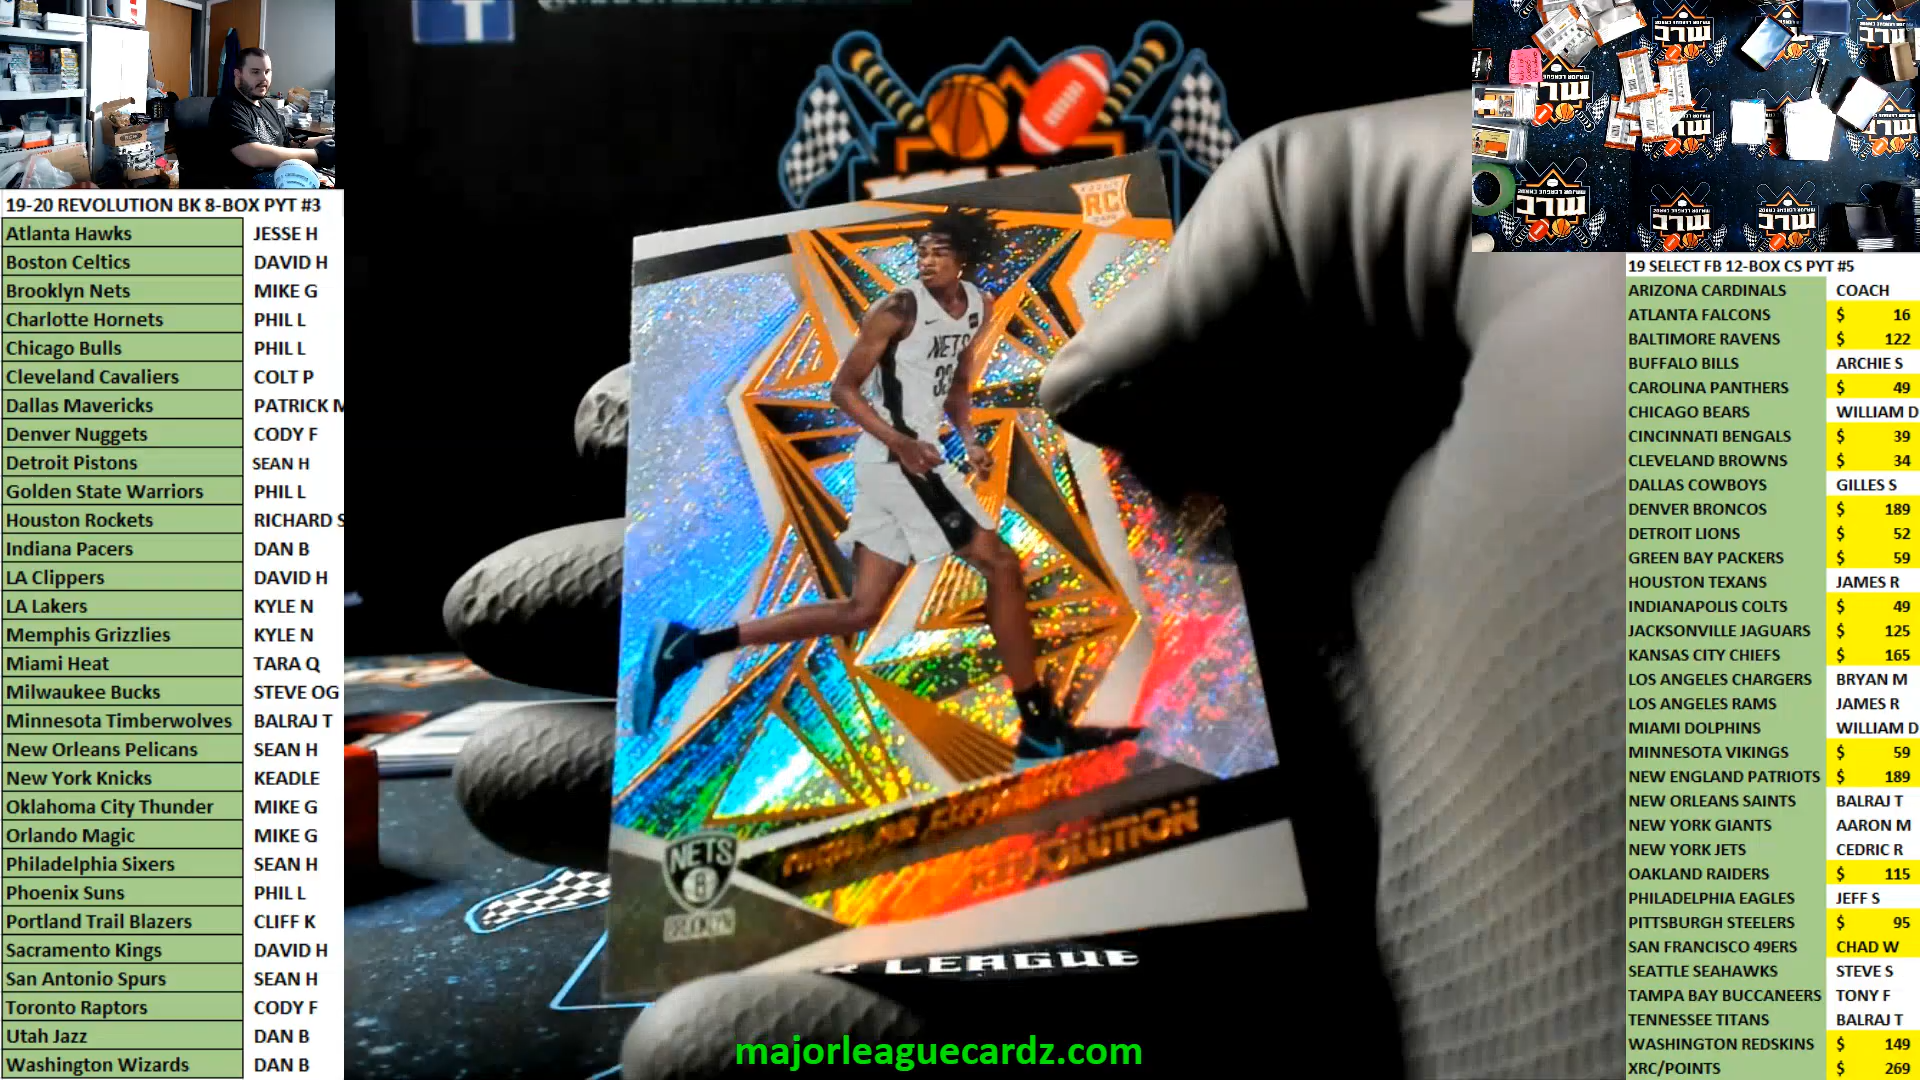 19-20 REVOLUTION BK 8-BOX PYT #3
Atlanta Hawks JESSE H
Boston Celtics DAVID H
Brooklyn Nets MIKE G
Charlotte Hornets PHIL L
Chicago Bulls PHIL L
Cleveland Cavaliers COLT P
Dallas Mavericks PATRICK M
Denver Nuggets CODY F
Detroit Pistons SEAN H
Golden State Warriors PHIL L
Houston Rockets RICHARD S
Indiana Pacers DAN B
LA Clippers DAVID H
LA Lakers KYLE N
Memphis Grizzlies KYLE N
Miami Heat TARA Q
Milwaukee Bucks STEVE OG
Minnesota Timberwolves BALRAJ T
New Orleans Pelicans SEAN H
New York Knicks KEADLE
Oklahoma City Thunder MIKE G
Orlando Magic MIKE G
Philadelphia Sixers SEAN H
Phoenix Suns PHIL L
Portland Trail Blazers CLIFF K
Sacramento Kings DAVID H
San Antonio Spurs SEAN H
Toronto Raptors CODY F
Utah Jazz DAN B
Washington Wizards DAN B
RC
NETS
33
REVOLUTION
NETS
B
BROOKLYN
LEAGUE
majorleaguecardz.com
19 SELECT FB 12-BOX CS PYT #5
ARIZONA CARDINALS COACH
ATLANTA FALCONS $ 16
BALTIMORE RAVENS $ 122
BUFFALO BILLS ARCHIE S
CAROLINA PANTHERS $ 49
CHICAGO BEARS WILLIAM D
CINCINNATI BENGALS $ 39
CLEVELAND BROWNS $ 34
DALLAS COWBOYS GILLES S
DENVER BRONCOS $ 189
DETROIT LIONS $ 52
GREEN BAY PACKERS $ 59
HOUSTON TEXANS JAMES R
INDIANAPOLIS COLTS $ 49
JACKSONVILLE JAGUARS $ 125
KANSAS CITY CHIEFS $ 165
LOS ANGELES CHARGERS BRYAN M
LOS ANGELES RAMS JAMES R
MIAMI DOLPHINS WILLIAM D
MINNESOTA VIKINGS $ 59
NEW ENGLAND PATRIOTS $ 189
NEW ORLEANS SAINTS BALRAJ T
NEW YORK GIANTS AARON M
NEW YORK JETS CEDRIC R
OAKLAND RAIDERS $ 115
PHILADELPHIA EAGLES JEFF S
PITTSBURGH STEELERS $ 95
SAN FRANCISCO 49ERS CHAD W
SEATTLE SEAHAWKS STEVE S
TAMPA BAY BUCCANEERS TONY F
TENNESSEE TITANS BALRAJ T
WASHINGTON REDSKINS $ 149
XRC/POINTS $ 269